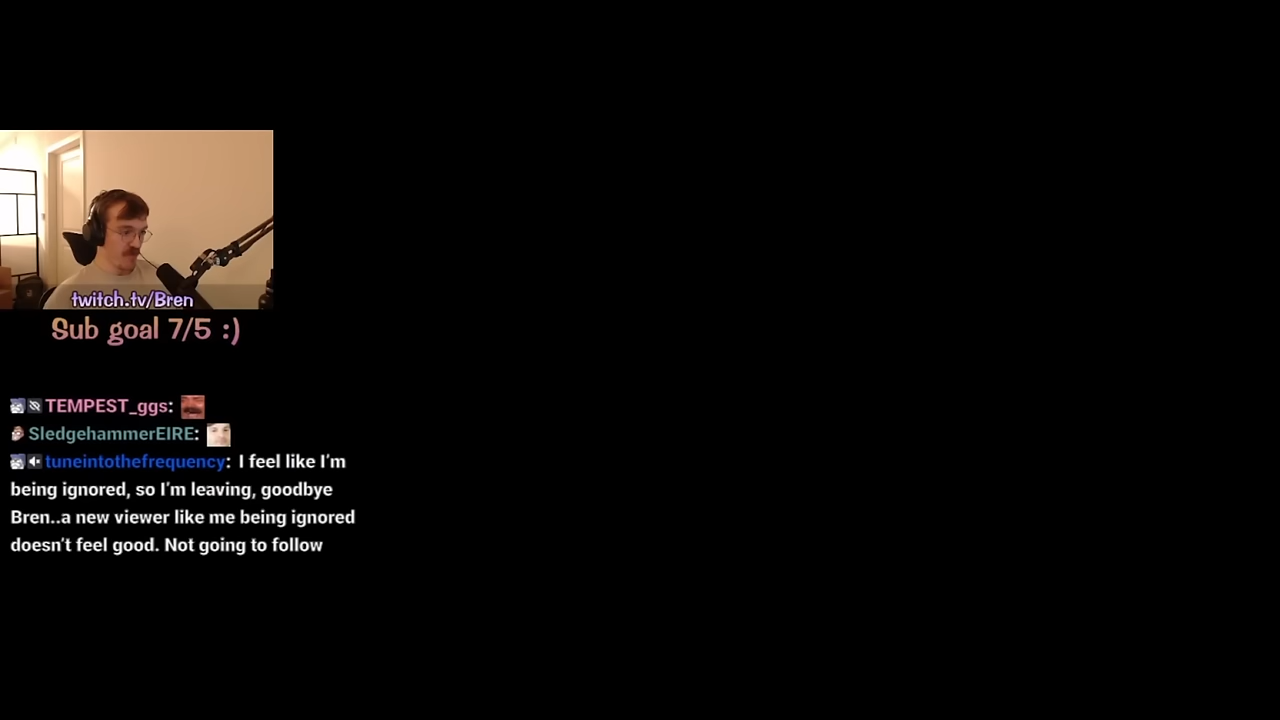 twitch.tv/Bren
Sub goal 7/5 :)
TEMPEST_ggs:
SledgehammerEIRE:
tuneintothefrequency: I feel like I'm
being ignored, so I'm leaving, goodbye
Bren..a new viewer like me being ignored
doesn't feel good. Not going to follow